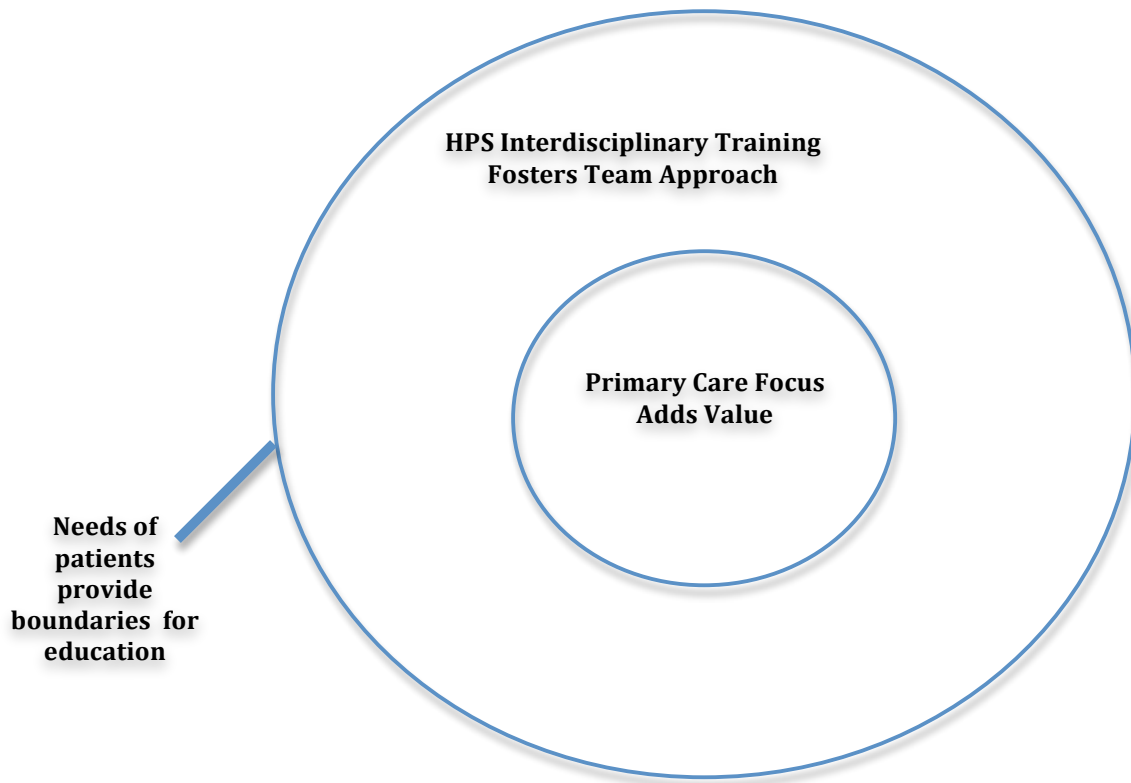 HPS Interdisciplinary Training
Fosters Team Approach
Primary Care Focus
Adds Value
Needs of
patients
provide
boundaries for
education